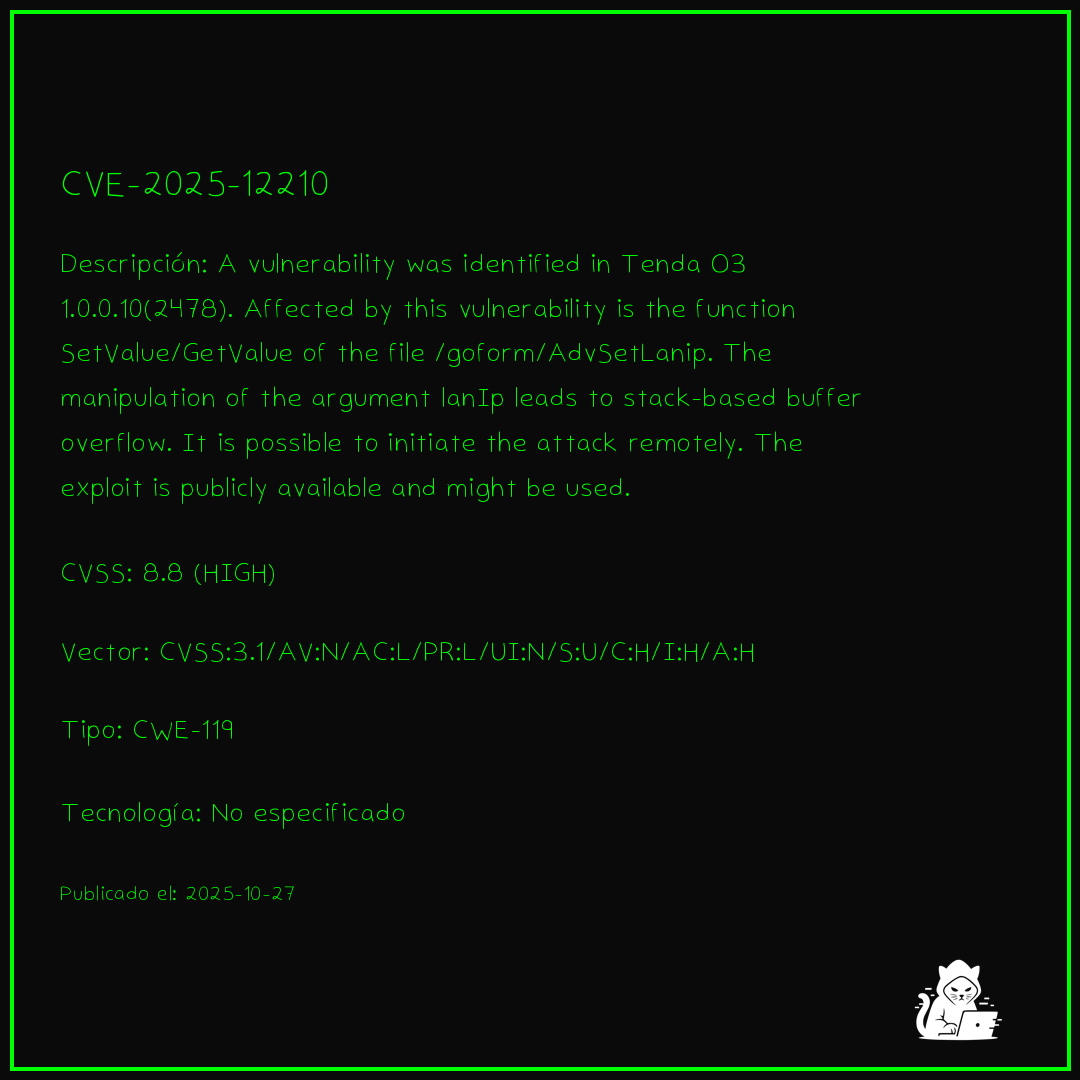 CVE-2025-12210
Descripción: A vulnerability was identified in Tenda O3
1.0.0.10(2478). Affected by this vulnerability is the function
SetValue/GetValue of the file /goform/AdvSetLanip. The
manipulation of the argument lanIp leads to stack-based buffer
overflow. It is possible to initiate the attack remotely. The
exploit is publicly available and might be used.
CVSS: 8.8 (HIGH)
Vector: CVSS:3.1/AV:N/AC:L/PR:L/UI:N/S:U/C:H/I:H/A:H
Tipo: CWE-119
Tecnología: No especificado
Publicado el: 2025-10-27